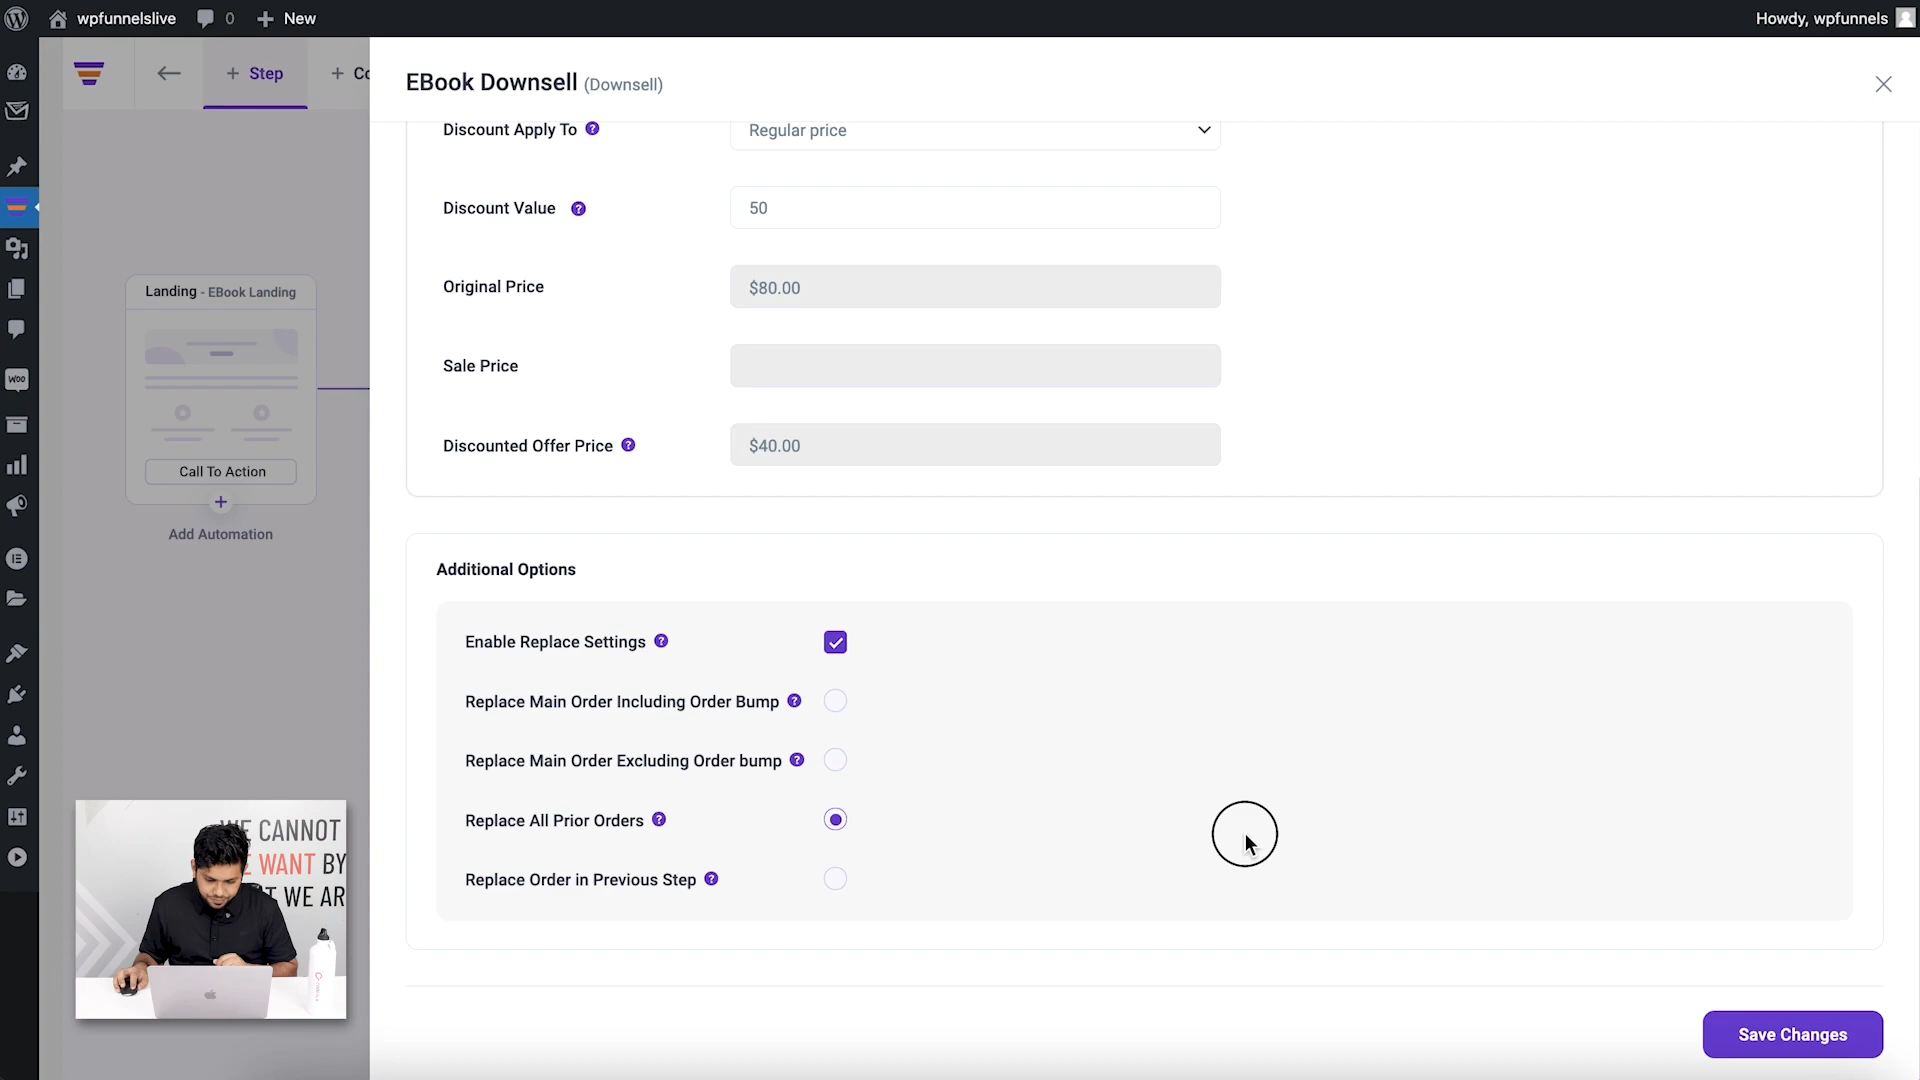 wpfunnelslive
0
New
Howdy, wpfunnels
Step
EBook Downsell (Downsell)
Discount Apply To
Regular price
Discount Value
50
Original Price
$80.00
Sale Price
Discounted Offer Price
$40.00
Landing - EBook Landing
Call To Action
Add Automation
Woo
Additional Options
Enable Replace Settings
Replace Main Order Including Order Bump
Replace Main Order Excluding Order bump
Replace All Prior Orders
Replace Order in Previous Step
CANNOT
WANT BY
WE AR
Save Changes